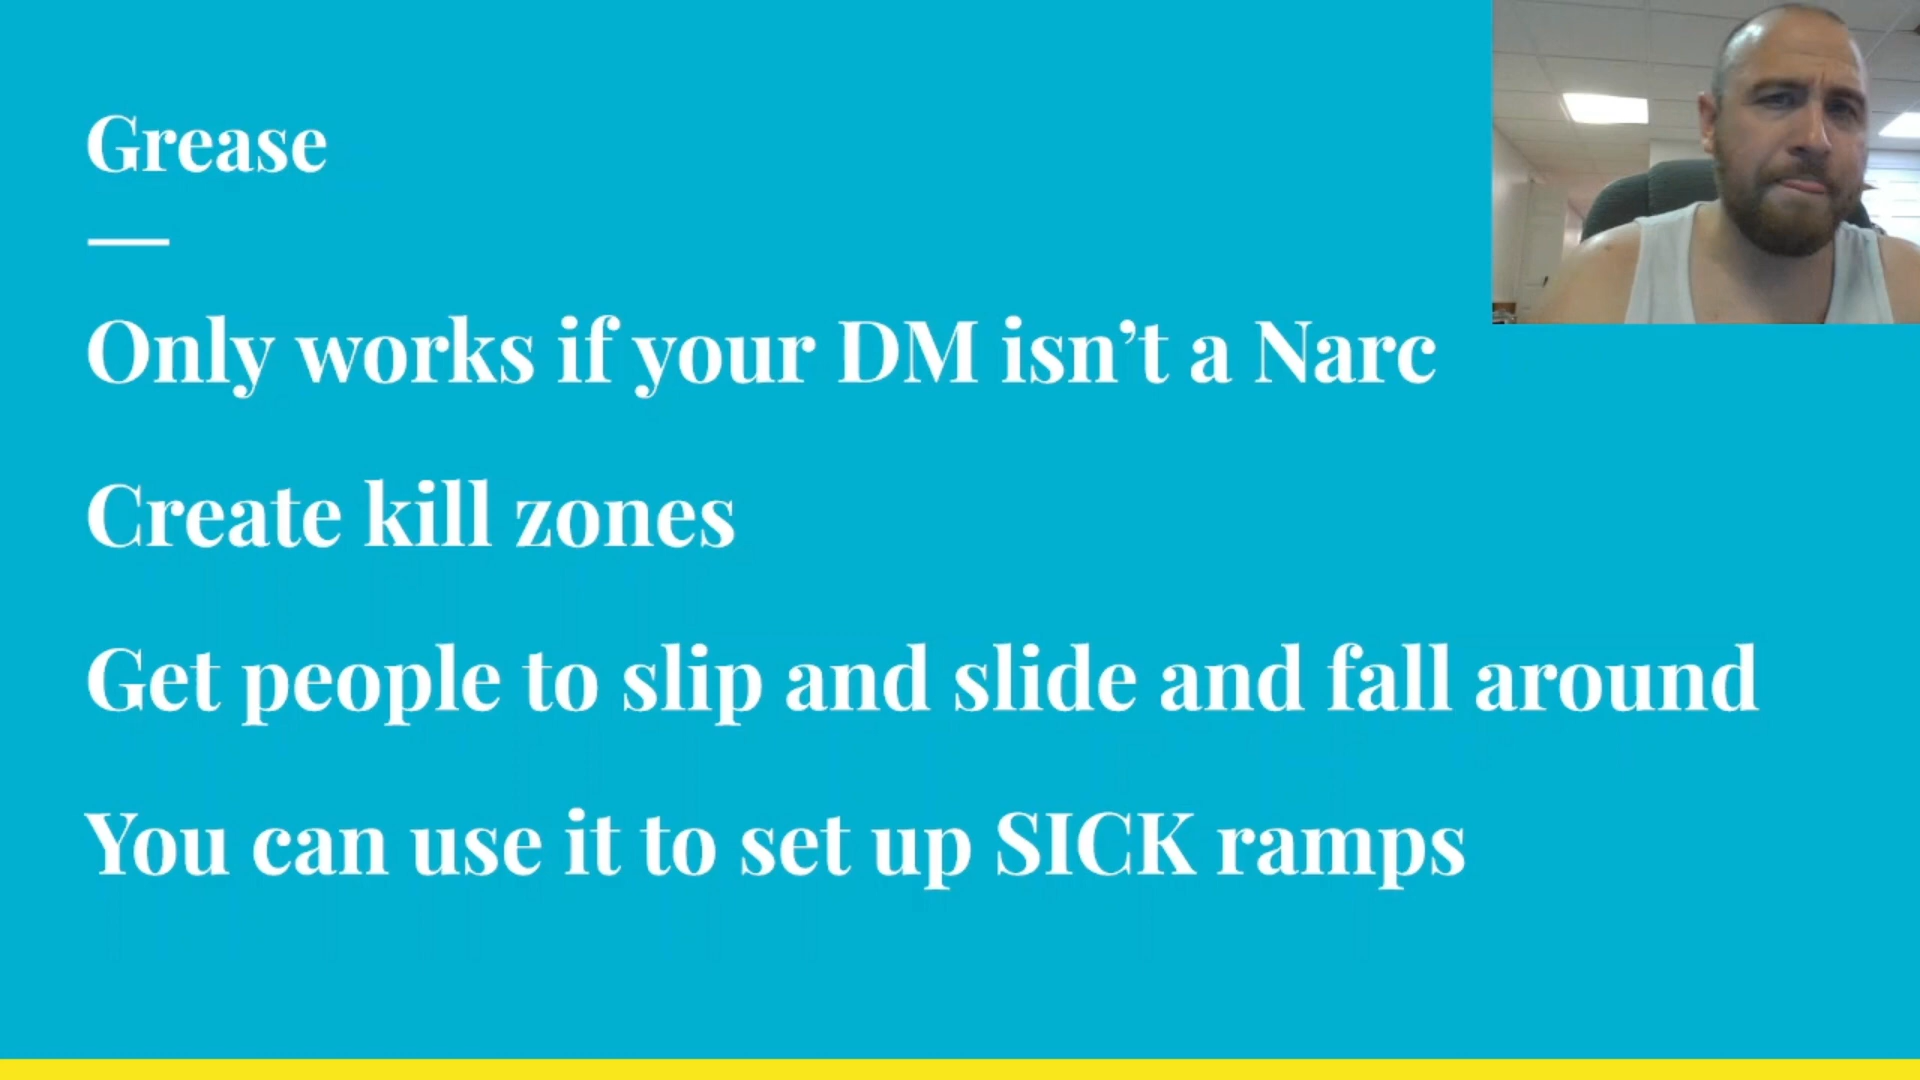 Grease
Only works if your DM isn’t a Narc
Create kill zones
Get people to slip and slide and fall around
You can use it to set up SICK ramps